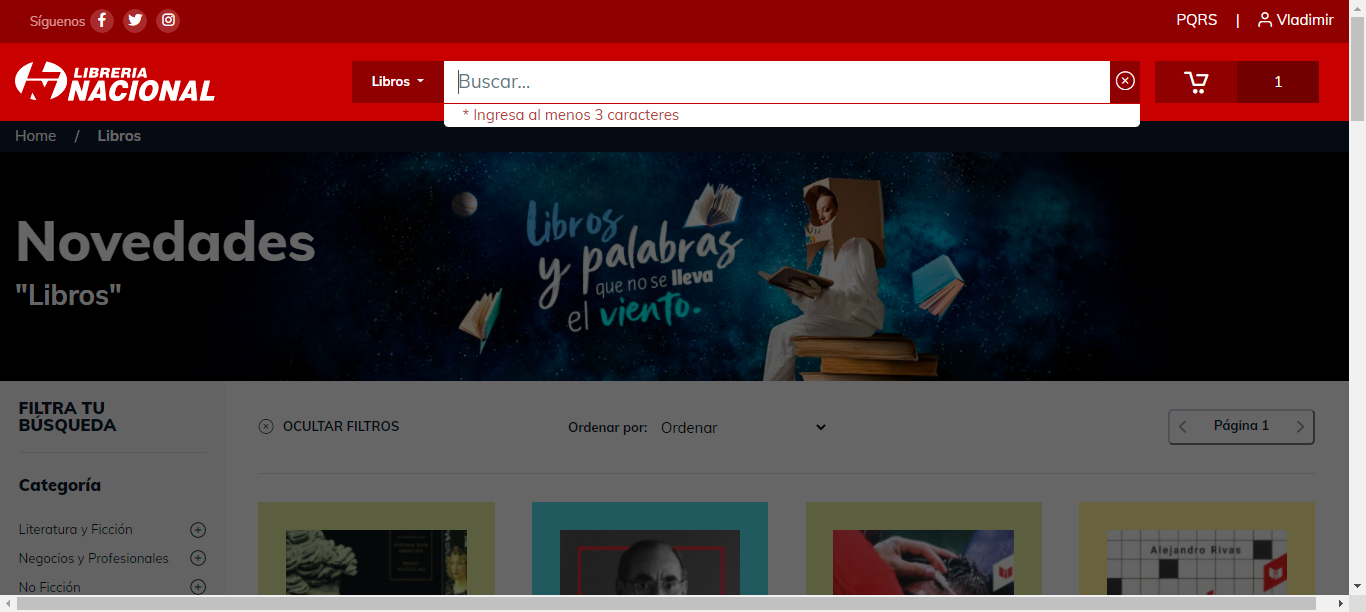 Síguenos
PQRS | Vladimir
LIBRERIA
NACIONAL
Libros
Buscar...
1
* Ingresa al menos 3 caracteres
Home / Libros
Novedades
"Libros"
Libros
y palabras
que no se lleva
el viento.
FILTRA TU
BÚSQUEDA
OCULTAR FILTROS
Ordenar por: Ordenar
Página 1
Categoría
Literatura y Ficción
Negocios y Profesionales
No Ficción
Alejandro Rivas